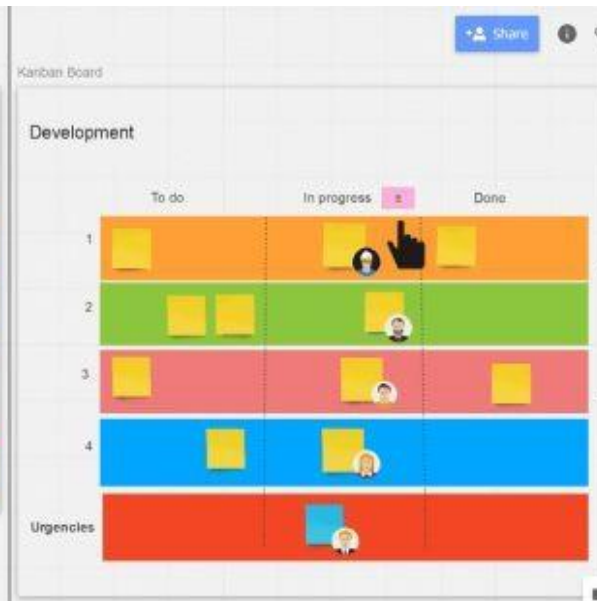 Share
Kanban Board
Development
To do In progress Done
1
2
3
4
Urgencies